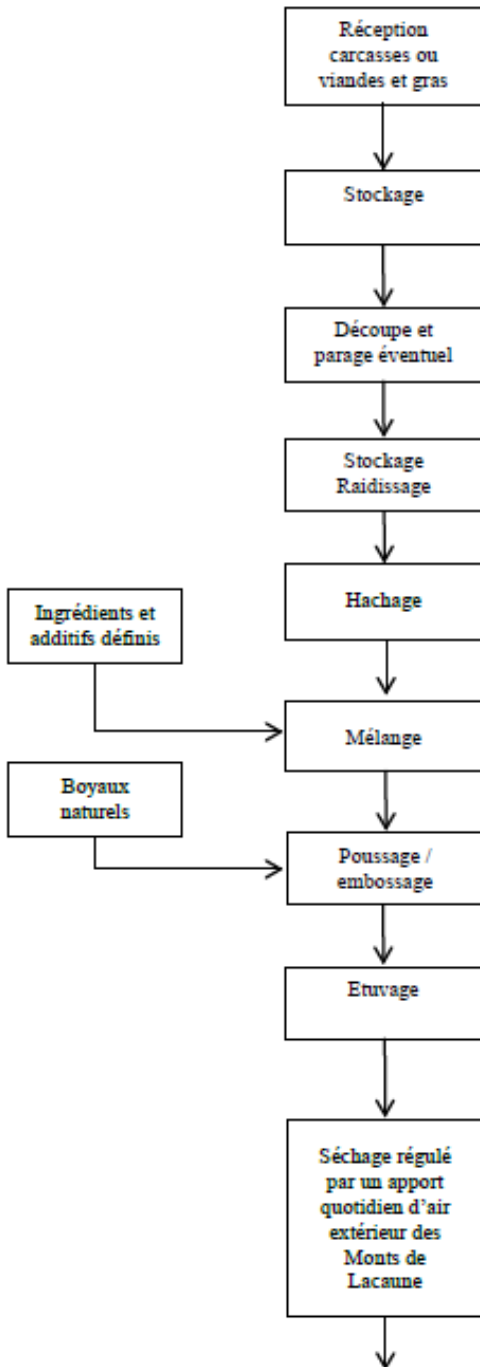 Réception
carcasses ou
viandes et gras
Stockage
Découpe et
parage éventuel
Stockage
Raidissage
Hachage
Ingrédients et
additifs définis
Mélange
Boyaux
naturels
Poussage /
embossage
Etuvage
Séchage régulé
par un apport
quotidien d'air
extérieur des
Monts de
Lacaune